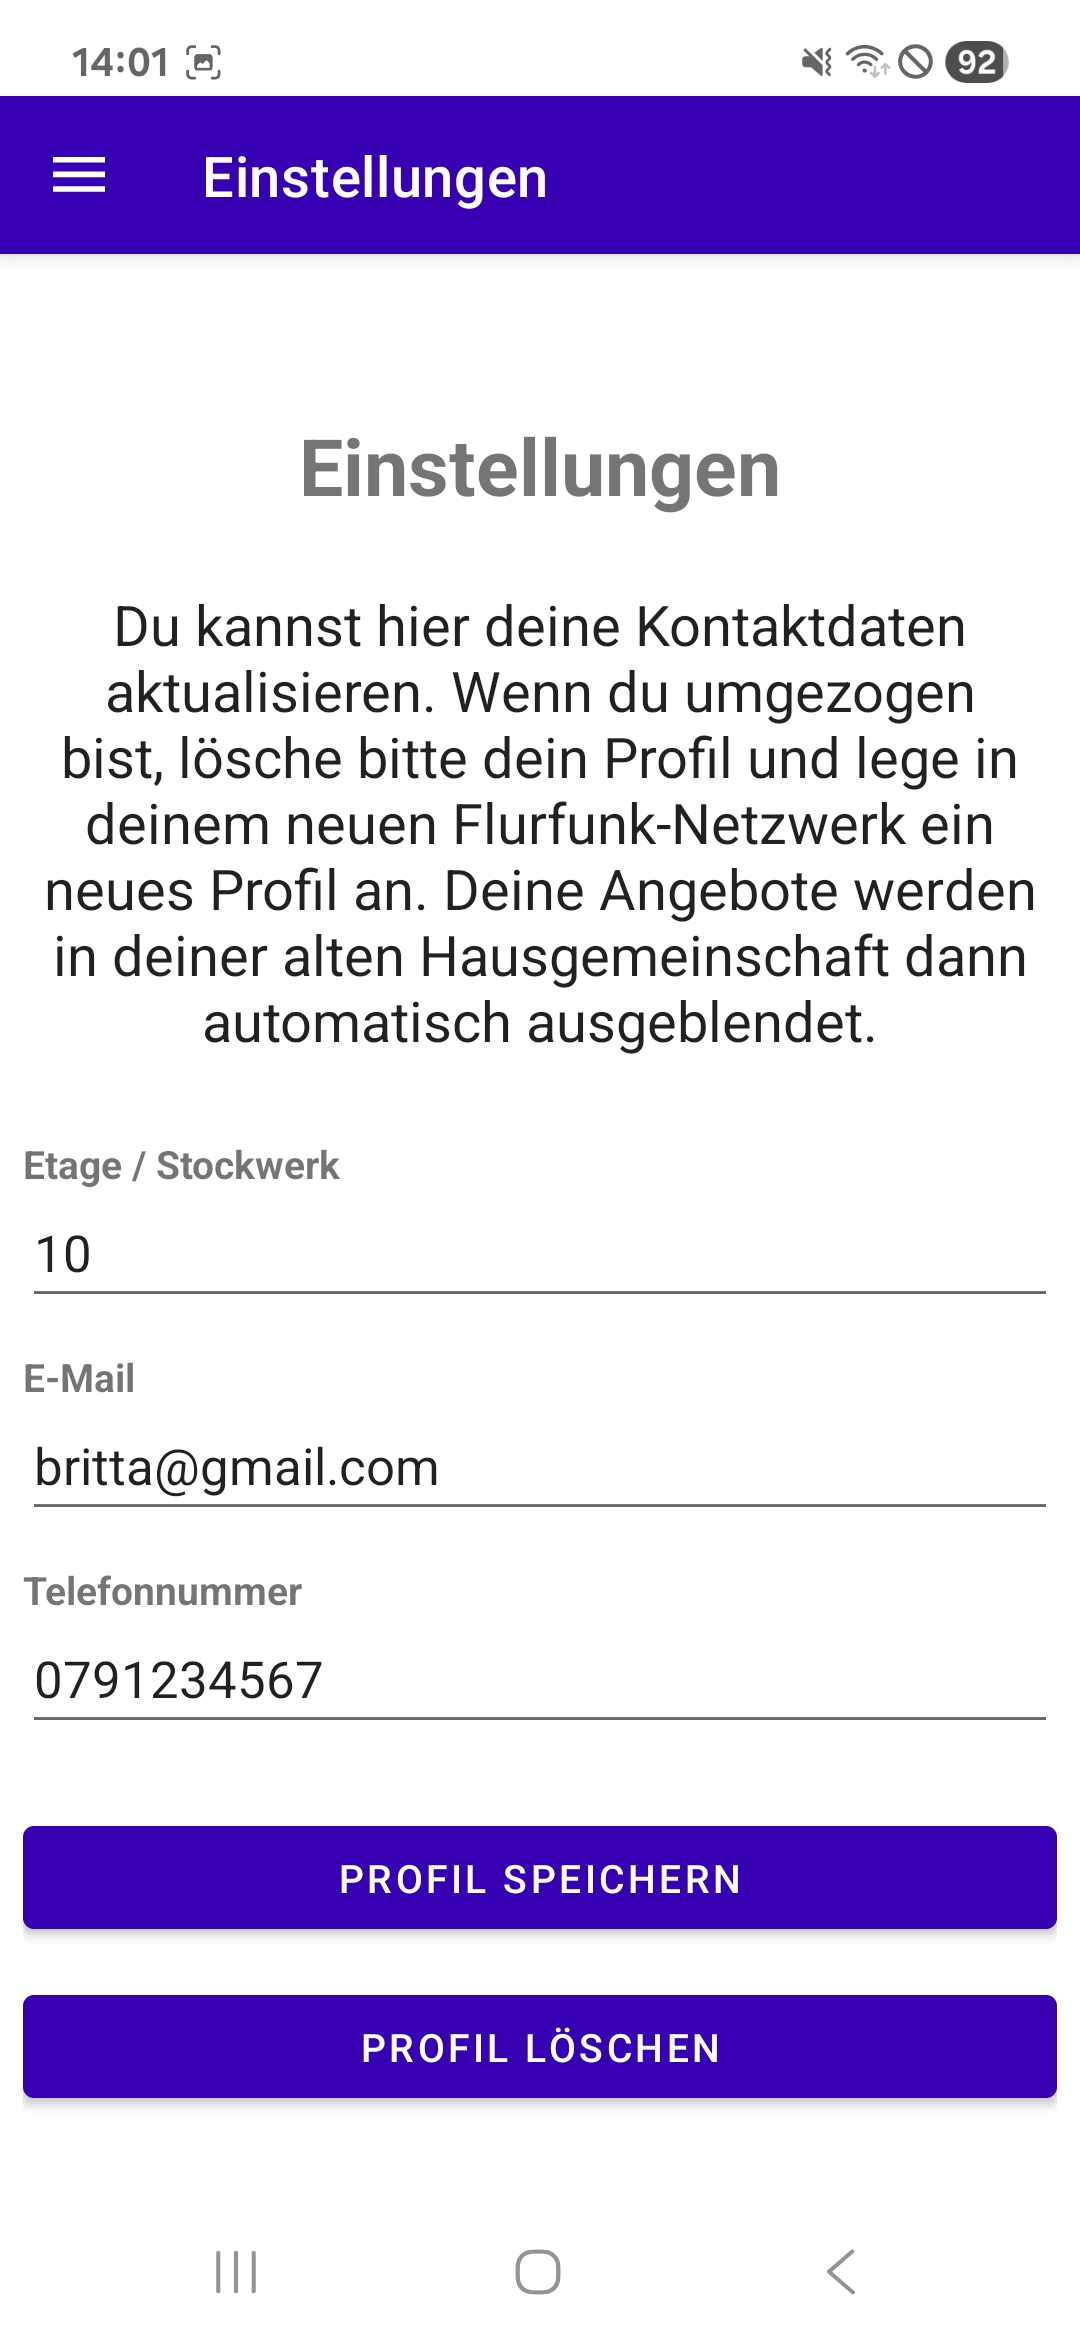 14:01
92
Einstellungen
Einstellungen
Du kannst hier deine Kontaktdaten
aktualisieren. Wenn du umgezogen
bist, lösche bitte dein Profil und lege in
deinem neuen Flurfunk-Netzwerk ein
neues Profil an. Deine Angebote werden
in deiner alten Hausgemeinschaft dann
automatisch ausgeblendet.
Etage / Stockwerk
10
E-Mail
britta@gmail.com
Telefonnummer
0791234567
PROFIL SPEICHERN
PROFIL LÖSCHEN